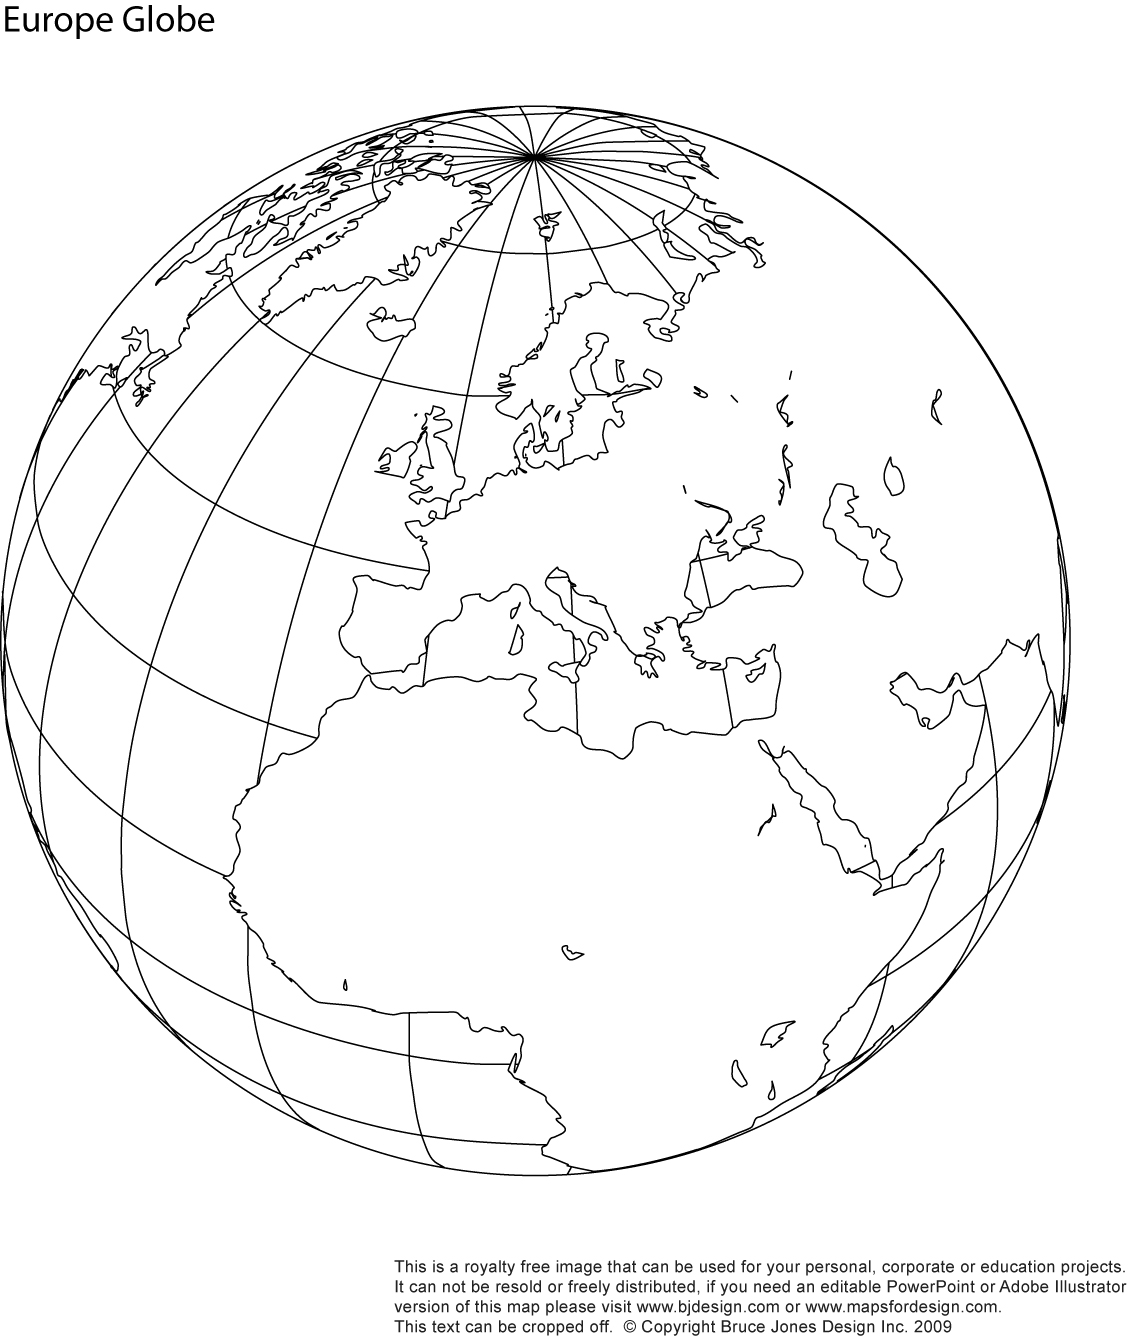 Europe Globe
This is a royalty free image that can be used for your personal, corporate or education projects.
It can not be resold or freely distributed, if you need an editable PowerPoint or Adobe Illustrator
version of this map please visit www.bjdesign.com or www.mapsfordesign.com.
This text can be cropped off.  © Copyright Bruce Jones Design Inc. 2009